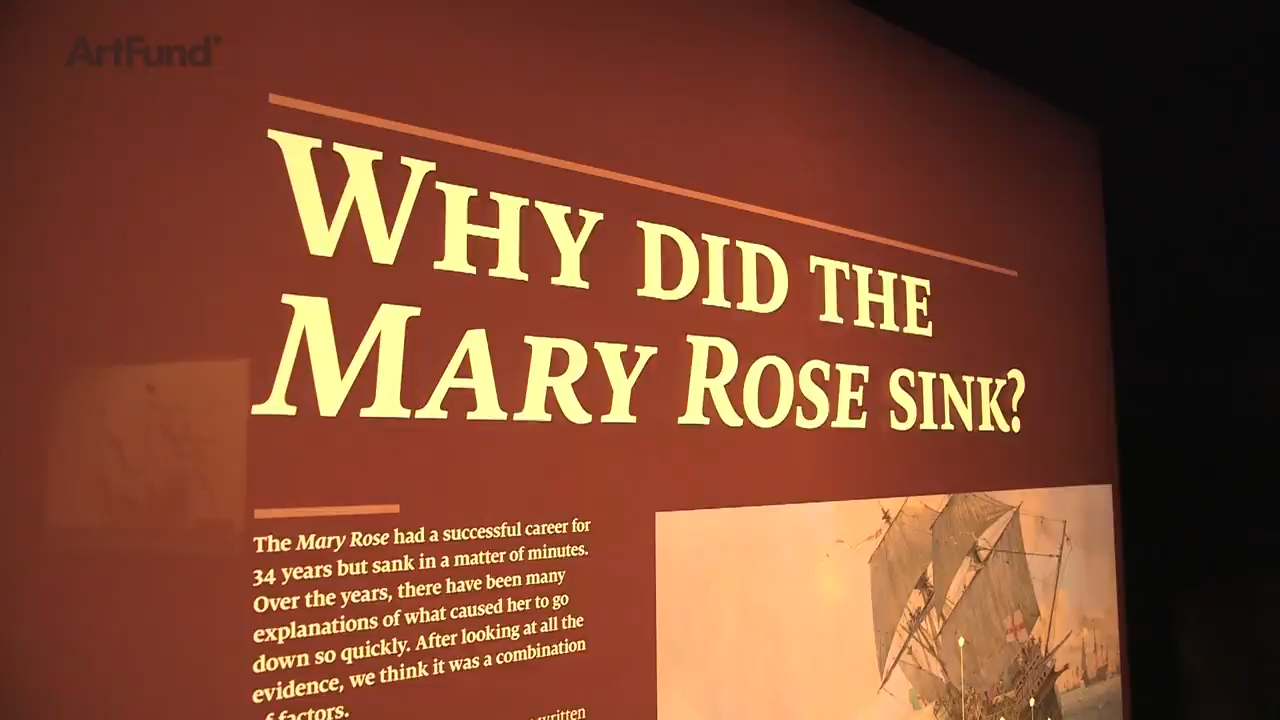 ArtFund
WHY DID THE
MARY ROSE SINK?
The Mary Rose had a successful career for
34 years but sank in a matter of minutes.
Over the years, there have been many
explanations of what caused her to go
down so quickly. After looking at all the
evidence, we think it was a combination
of factors.
written